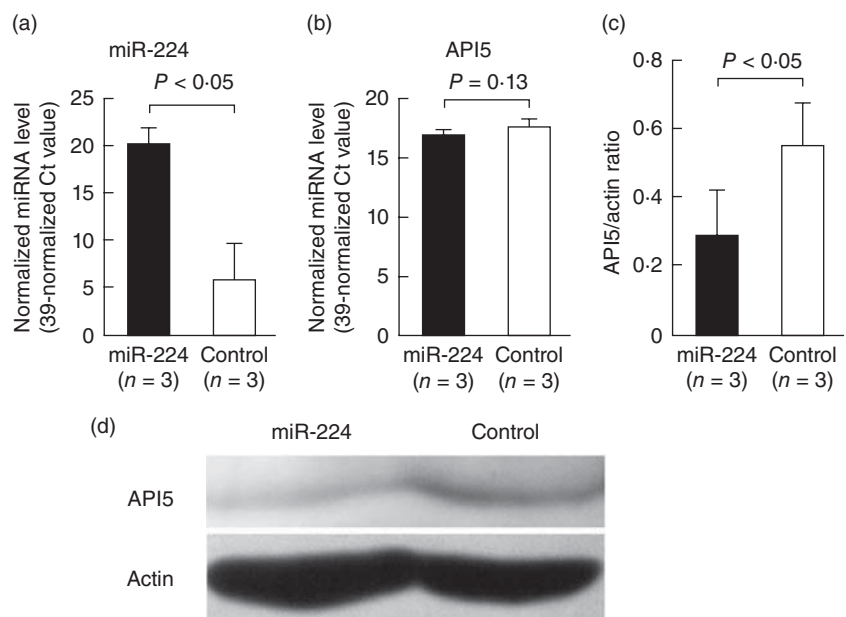 (a)
miR-224
P < 0·05
Normalized miRNA level
(39-normalized Ct value)
25
20
15
10
5
0
miR-224
(n = 3)
Control
(n = 3)
(b)
API5
P = 0·13
Normalized miRNA level
(39-normalized Ct value)
20
15
10
5
0
miR-224
(n = 3)
Control
(n = 3)
(c)
P < 0·05
API5/actin ratio
0·8
0·6
0·4
0·2
0
miR-224
(n = 3)
Control
(n = 3)
(d)
miR-224 Control
API5
Actin